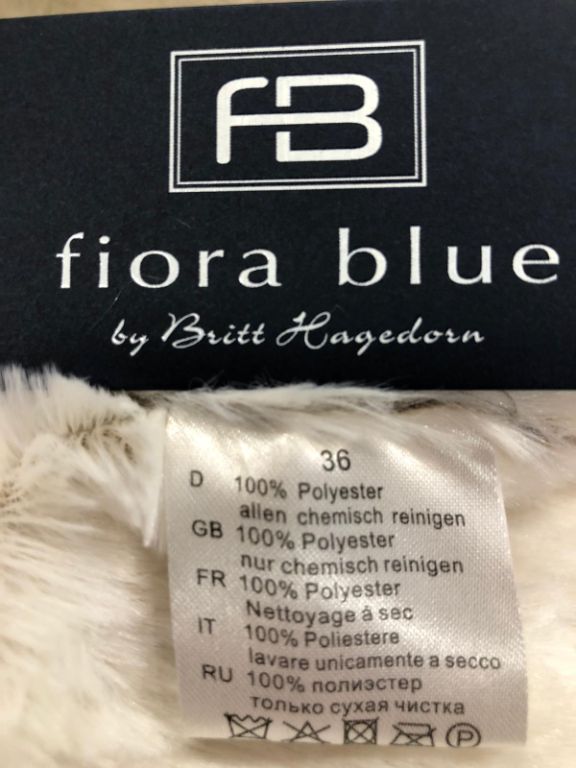 fB
fiora blue
by Britt Hagedorn
36
D 100% Polyester
allen chemisch reinigen
GB 100% Polyester
nur chemisch reinigen
FR 100% Polyester
Nettoyage á sec
IT 100% Poliestere
lavare unicamente a secco
RU 100% полиэстер
только сухая чистка
P